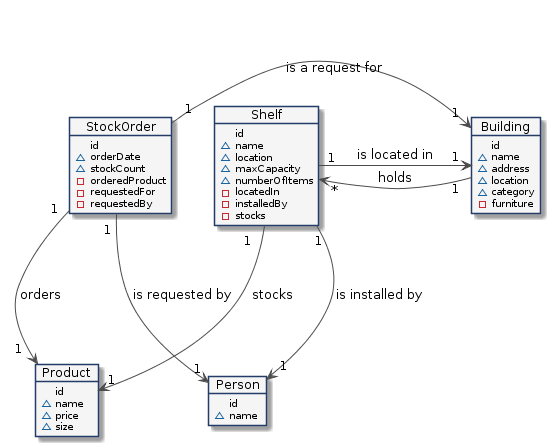 is a request for
1
1
StockOrder
id
orderDate
stockCount
orderedProduct
requestedFor
requestedBy
Shelf
id
name
location
maxCapacity
numberOfItems
locatedIn
installedBy
stocks
Building
id
name
address
location
category
furniture
1
is located in
1
holds
*
1
1
1
1
1
orders
is requested by
stocks
is installed by
1
1
1
1
Product
id
name
price
size
Person
id
name